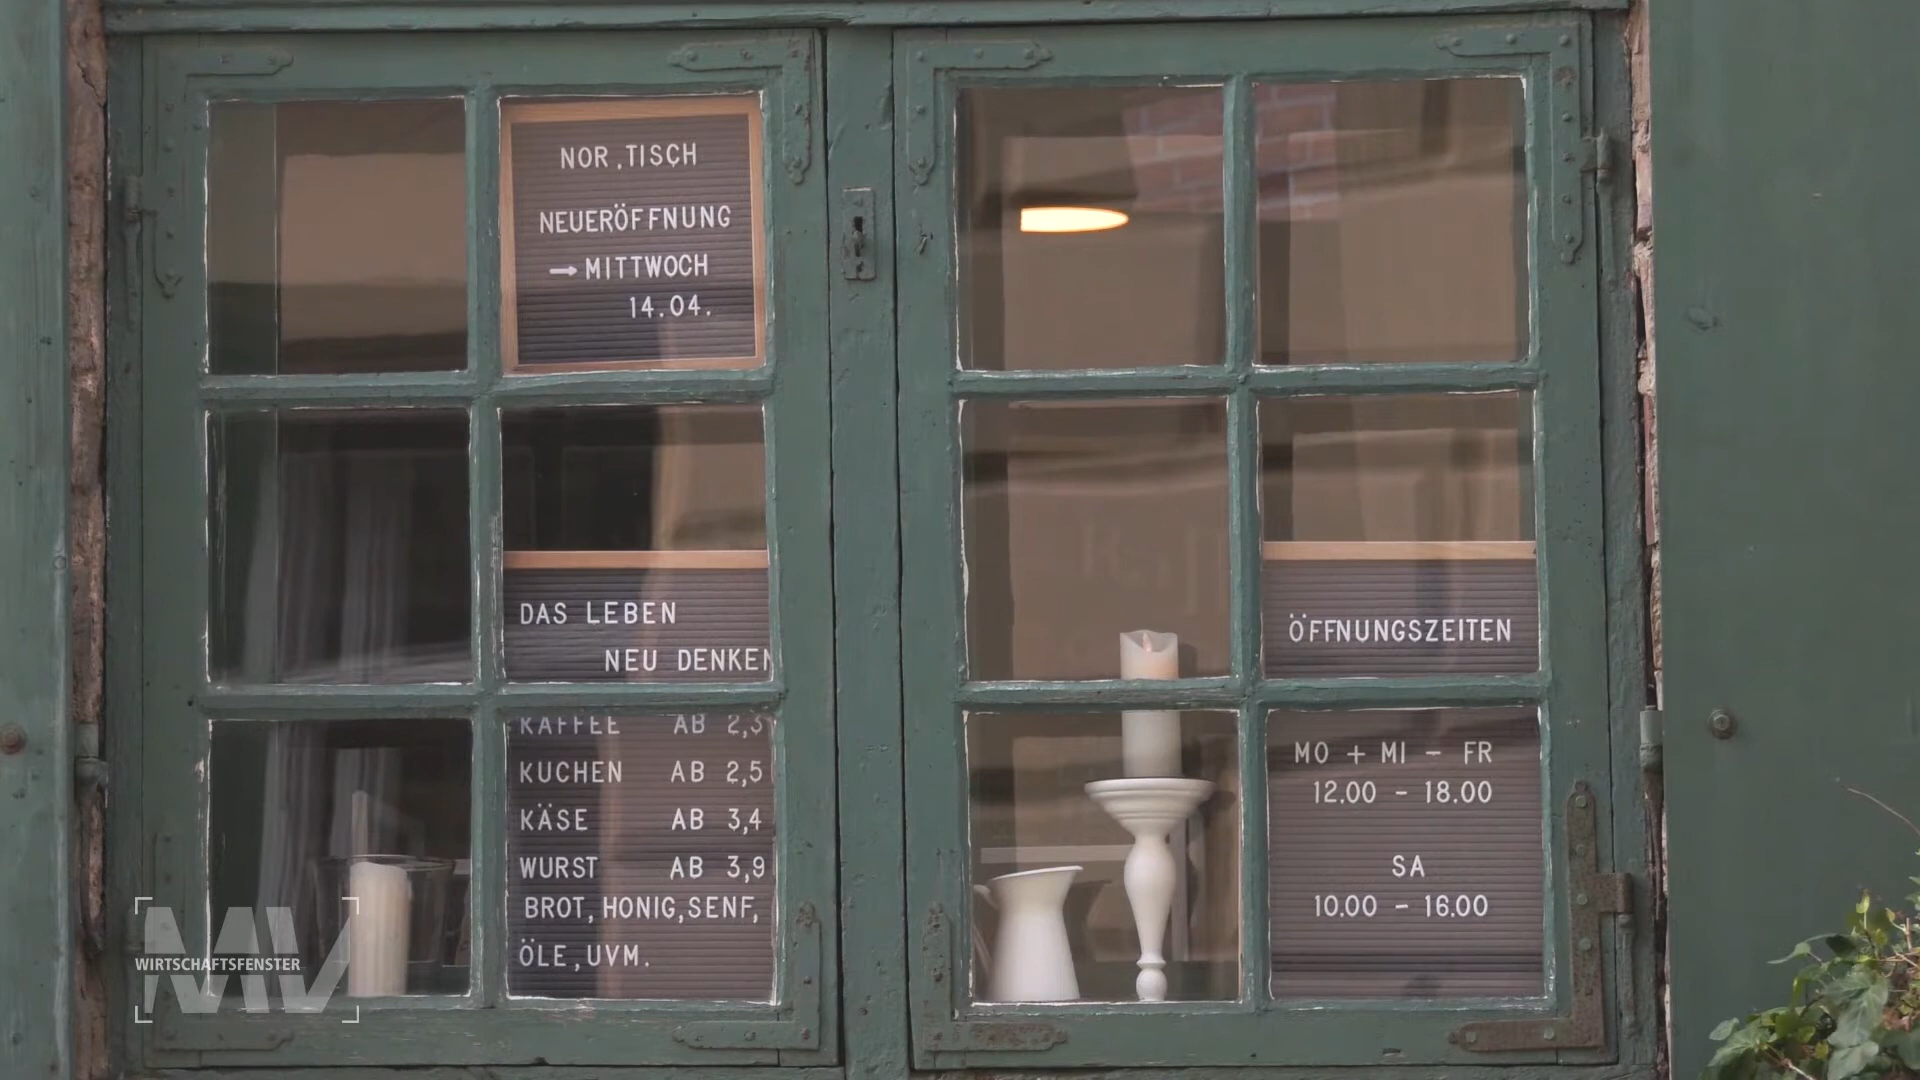 NOR.TISCH
NEUERÖFFNUNG
→ MITTWOCH
14.04.
DAS LEBEN
NEU DENKEN
KAFFEE AB 2,3
KUCHEN AB 2,5
KÄSE AB 3,4
WURST AB 3,9
BROT, HONIG, SENF,
ÖLE, UVM.
ÖFFNUNGSZEITEN
MO + MI - FR
12.00 - 18.00
SA
10.00 - 16.00
MV
WIRTSCHAFTSFENSTER